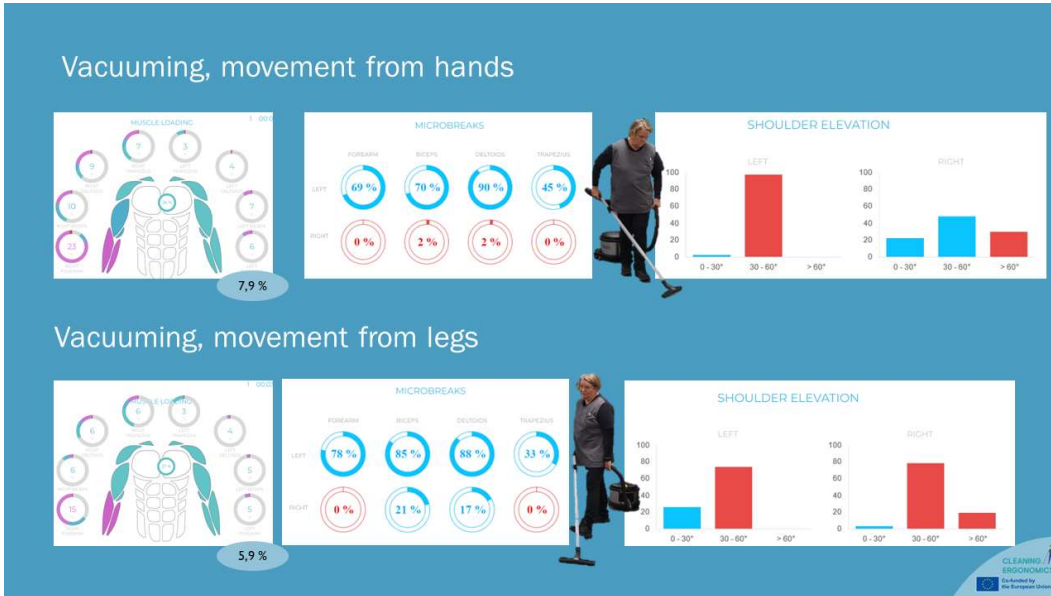 Vacuuming, movement from hands
MUSCLE LOADING
7
3
9
4
10
7
23
6
7,9 %
MICROBREAKS
FOREARM BICEPS DELTOIDS TRAPEZIUS
LEFT 69 % 70 % 90 % 45 %
RIGHT 0 % 2 % 2 % 0 %
SHOULDER ELEVATION
LEFT
100
80
60
40
20
0
0 - 30° 30 - 60° > 60°
RIGHT
100
80
60
40
20
0
0 - 30° 30 - 60° > 60°
Vacuuming, movement from legs
MUSCLE LOADING
6
3
6
4
6
5
15
5
5,9 %
MICROBREAKS
FOREARM BICEPS DELTOIDS TRAPEZIUS
LEFT 78 % 85 % 88 % 33 %
RIGHT 0 % 21 % 17 % 0 %
SHOULDER ELEVATION
LEFT
100
80
60
40
20
0
0 - 30° 30 - 60° > 60°
RIGHT
100
80
60
40
20
0
0 - 30° 30 - 60° > 60°
CLEANING
ERGONOMICS
Co-funded by
the European Union